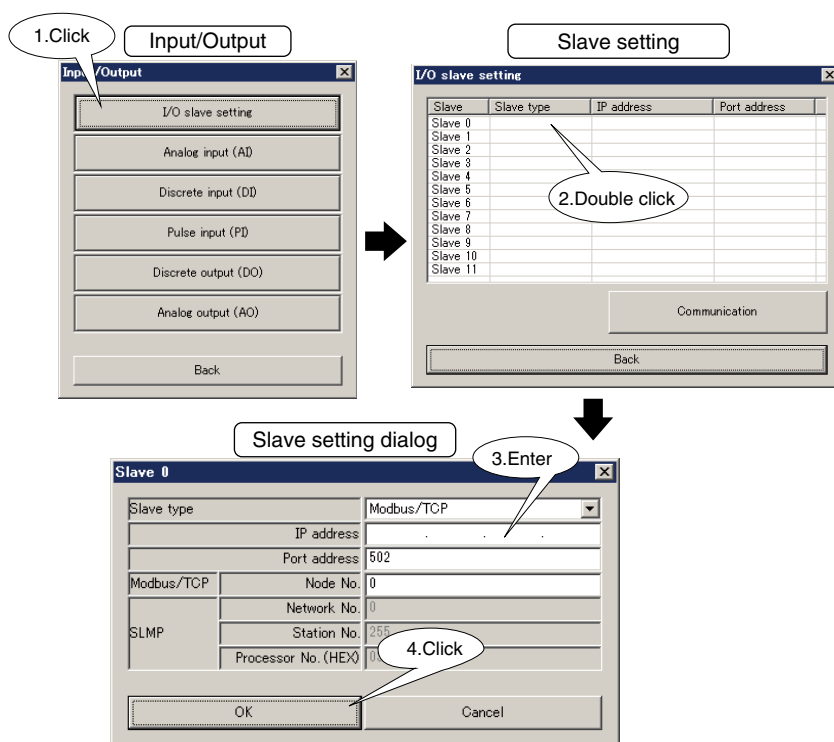 1.Click
Input/Output
Input/Output
I/O slave setting
Analog input (AI)
Discrete input (DI)
Pulse input (PI)
Discrete output (DO)
Analog output (AO)
Back
Slave setting
I/O slave setting
Slave Slave type IP address Port address
Slave 0
Slave 1
Slave 2
Slave 3
Slave 4
Slave 5
Slave 6
Slave 7
Slave 8
Slave 9
Slave 10
Slave 11
2.Double click
Communication
Back
Slave setting dialog
3.Enter
Slave 0
Slave type Modbus/TCP
IP address . . .
Port address 502
Modbus/TCP Node No. 0
SLMP Network No. 0
Station No. 255
Processor No. (HEX)
4.Click
OK Cancel